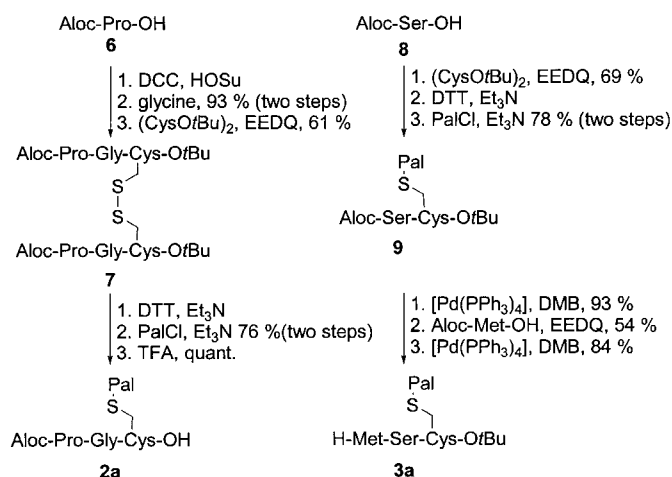 Aloc-Pro-OH
6
1. DCC, HOSu
2. glycine, 93 % (two steps)
3. (CysOtBu)₂, EEDQ, 61 %
Aloc-Pro-Gly-Cys-OtBu
S
S
Aloc-Pro-Gly-Cys-OtBu
7
1. DTT, Et₃N
2. PalCl, Et₃N 76 %(two steps)
3. TFA, quant.
Pal
S
Aloc-Pro-Gly-Cys-OH
2a
Aloc-Ser-OH
8
1. (CysOtBu)₂, EEDQ, 69 %
2. DTT, Et₃N
3. PalCl, Et₃N 78 % (two steps)
Pal
S
Aloc-Ser-Cys-OtBu
9
1. [Pd(PPh₃)₄], DMB, 93 %
2. Aloc-Met-OH, EEDQ, 54 %
3. [Pd(PPh₃)₄], DMB, 84 %
Pal
S
H-Met-Ser-Cys-OtBu
3a